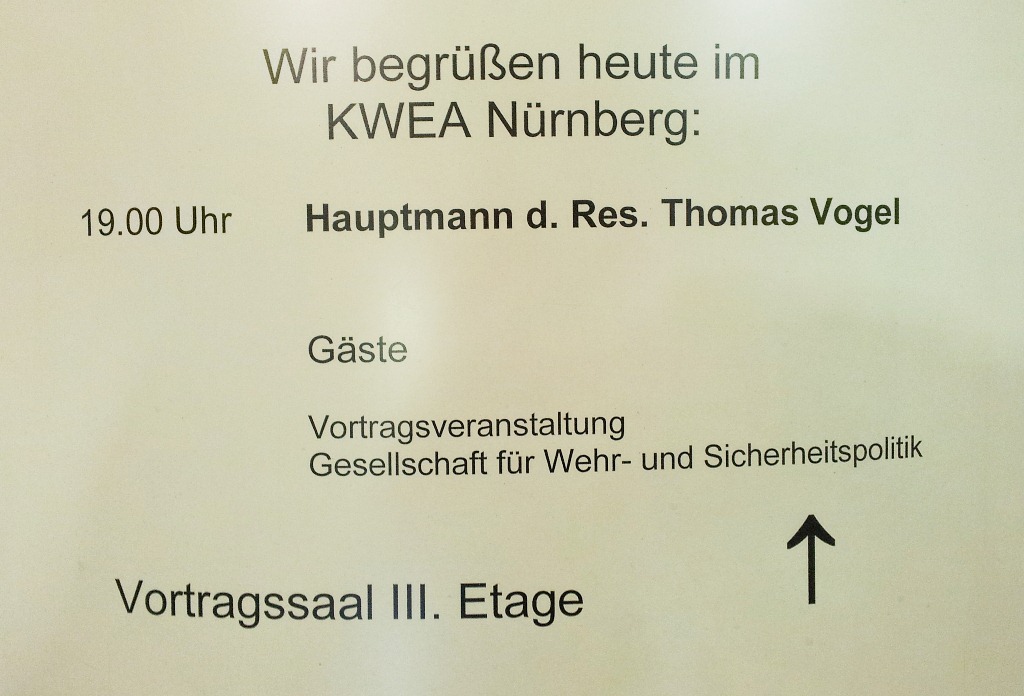 Wir begrüßen heute im
KWEA Nürnberg:
19.00 Uhr Hauptmann d. Res. Thomas Vogel
Gäste
Vortragsveranstaltung
Gesellschaft für Wehr- und Sicherheitspolitik
Vortragssaal III. Etage